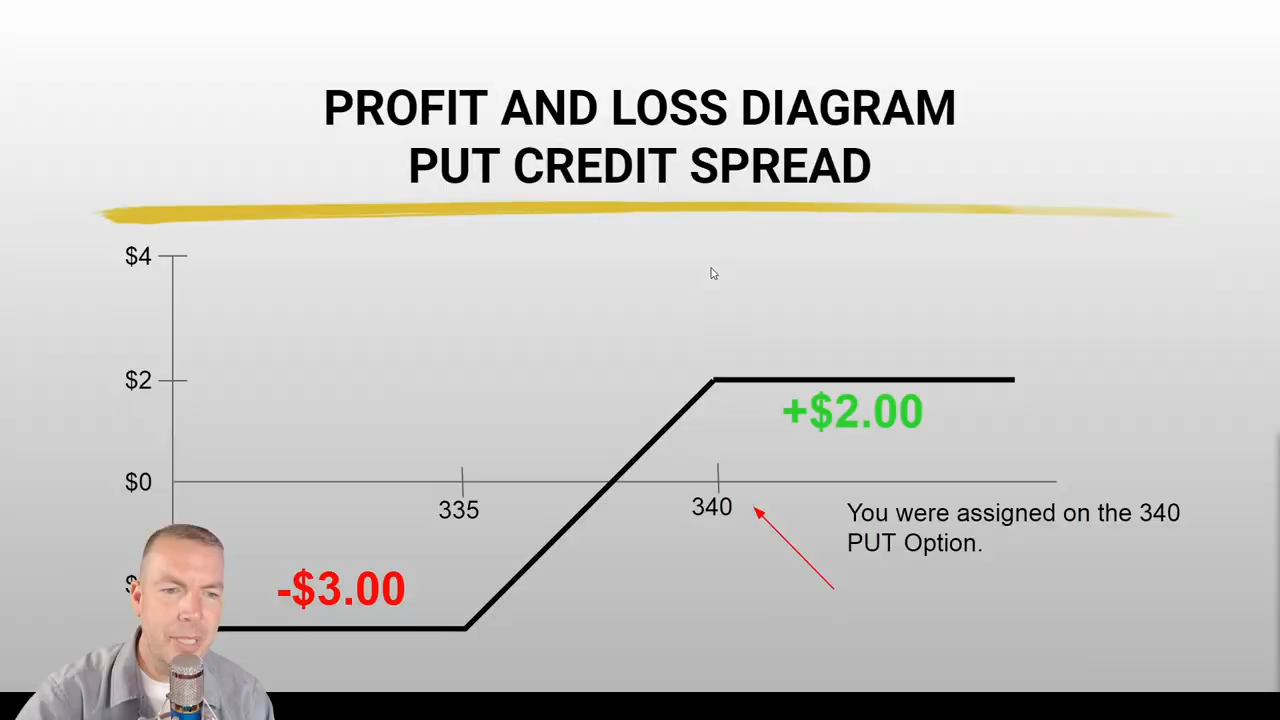 PROFIT AND LOSS DIAGRAM
PUT CREDIT SPREAD
$4
$2
+$2.00
$0
335
340
You were assigned on the 340
PUT Option.
-$3.00